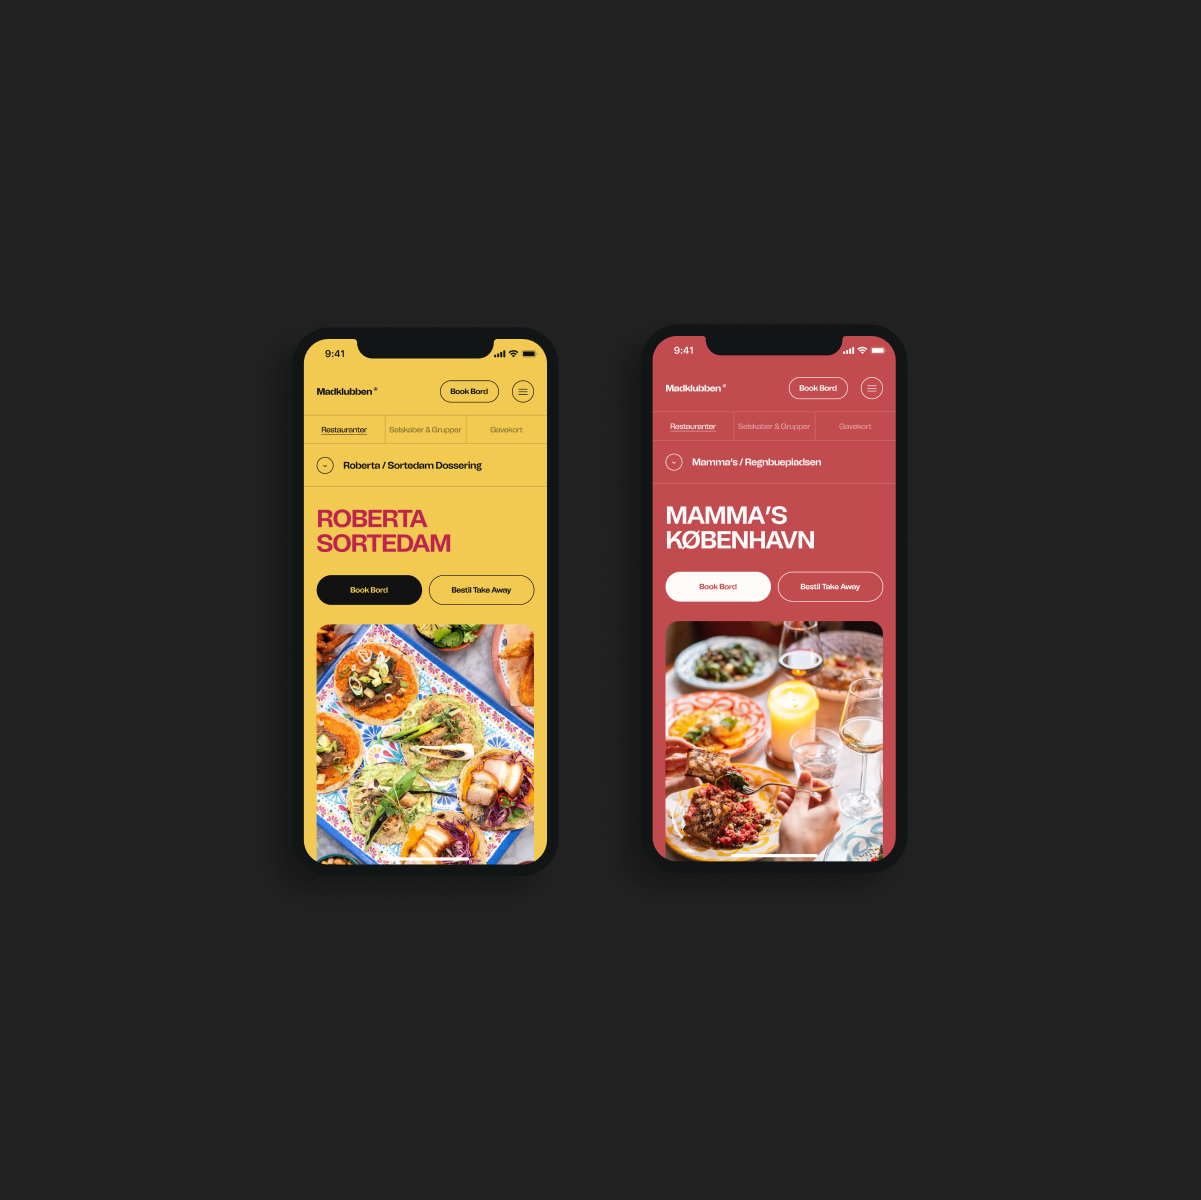 9:41
Madklubben®
Book Bord
Restauranter
Selskaber & Grupper
Gavekort
Roberta / Sortedam Dossering
ROBERTA
SORTEDAM
Book Bord
Bestil Take Away
9:41
Madklubben®
Book Bord
Restauranter
Selskaber & Grupper
Gavekort
Mamma's / Regnbuepladsen
MAMMA'S
KØBENHAVN
Book Bord
Bestil Take Away